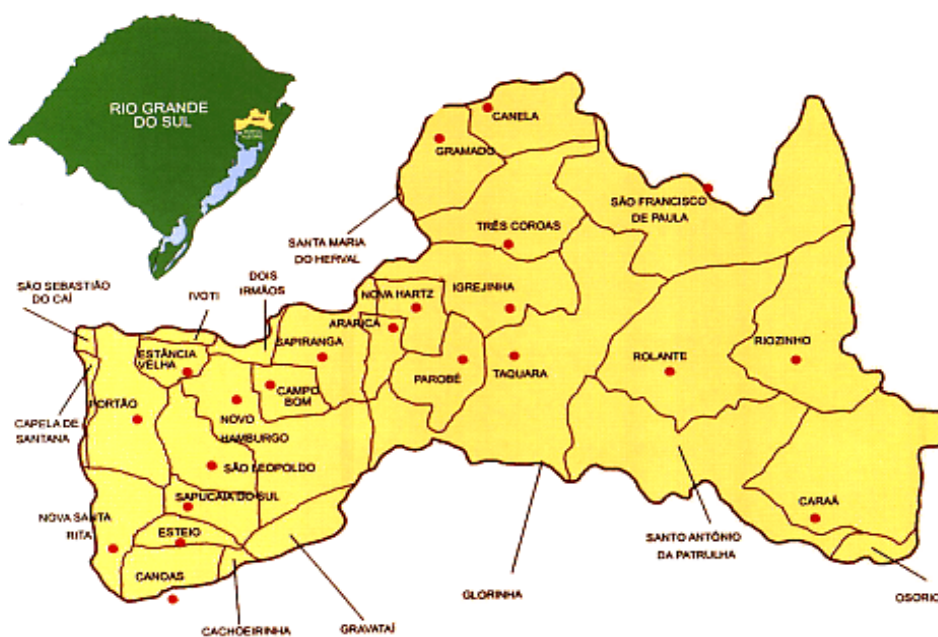 RIO GRANDE
DO SUL
CANELA
GRAMADO
SÃO FRANCISCO
DE PAULA
TRÊS COROAS
SANTA MARIA
DO HERVAL
SÃO SEBASTIÃO
DO CAÍ
IVOTI
DOIS
IRMÃOS
NOVA HARTZ
IGREJINHA
ARARICÁ
SAPIRANGA
ESTÂNCIA
VELHA
PAROBÉ
TAQUARA
ROLANTE
RIOZINHO
CAMPO
BOM
PORTÃO
NOVO
HAMBURGO
CAPELA DE
SANTANA
SÃO LEOPOLDO
SAPUCAIA DO SUL
NOVA SANTA
RITA
ESTEIO
CANOAS
CARAÁ
SANTO ANTÔNIO
DA PATRULHA
GLORINHA
OSORIO
CACHOEIRINHA
GRAVATAÍ